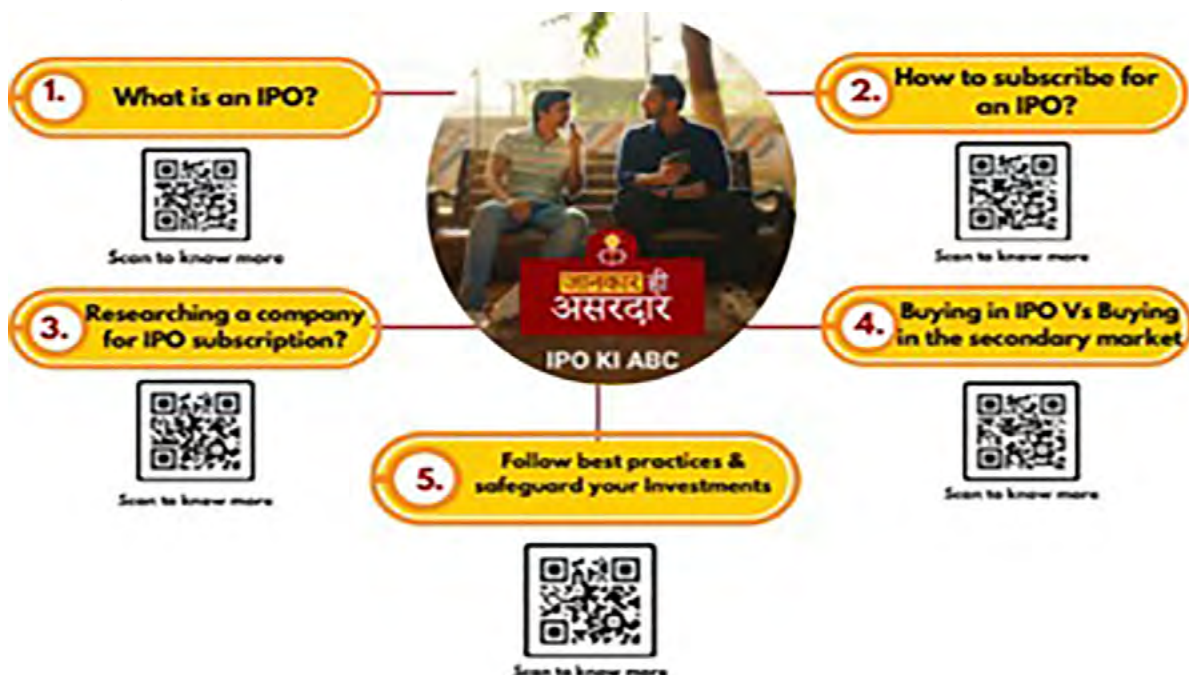 1. What is an IPO?
Scan to know more
2. How to subscribe for
an IPO?
Scan to know more
3. Researching a company
for IPO subscription?
Scan to know more
4. Buying in IPO Vs Buying
in the secondary market
Scan to know more
जानकार ही
असरदार
IPO KI ABC
5. Follow best practices &
safeguard your Investments
Scan to know more